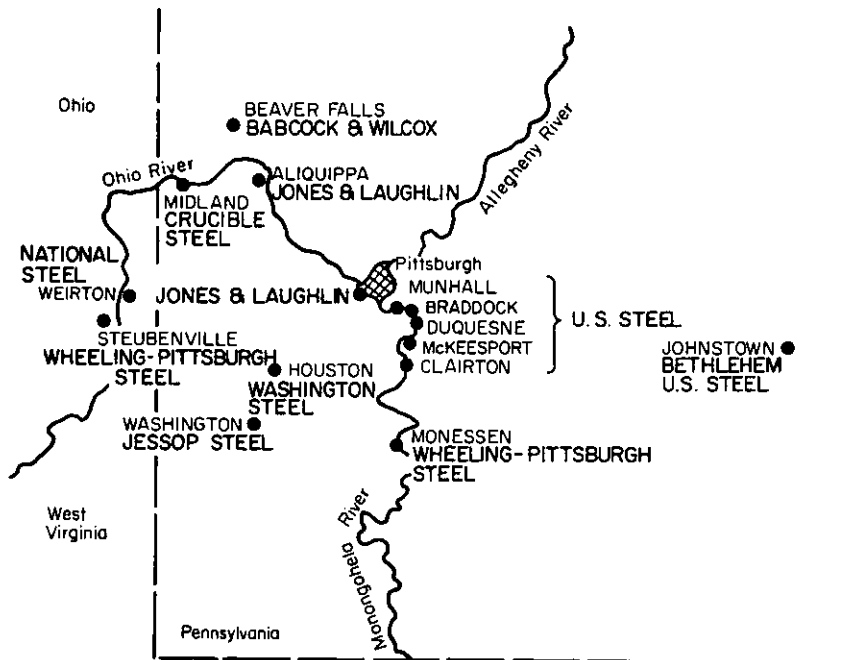 Ohio
BEAVER FALLS
BABCOCK & WILCOX
Allegheny River
Ohio River
ALIQUIPPA
JONES & LAUGHLIN
MIDLAND
CRUCIBLE
STEEL
NATIONAL
STEEL
WEIRTON
Pittsburgh
JONES & LAUGHLIN
MUNHALL
BRADDOCK
DUQUESNE
McKEESPORT
CLAIRTON
U.S. STEEL
STEUBENVILLE
WHEELING-PITTSBURGH
STEEL
HOUSTON
WASHINGTON
STEEL
JOHNSTOWN
BETHLEHEM
U.S. STEEL
WASHINGTON
JESSOP STEEL
MONESSEN
WHEELING-PITTSBURGH
STEEL
West
Virginia
Monongohela River
Pennsylvania